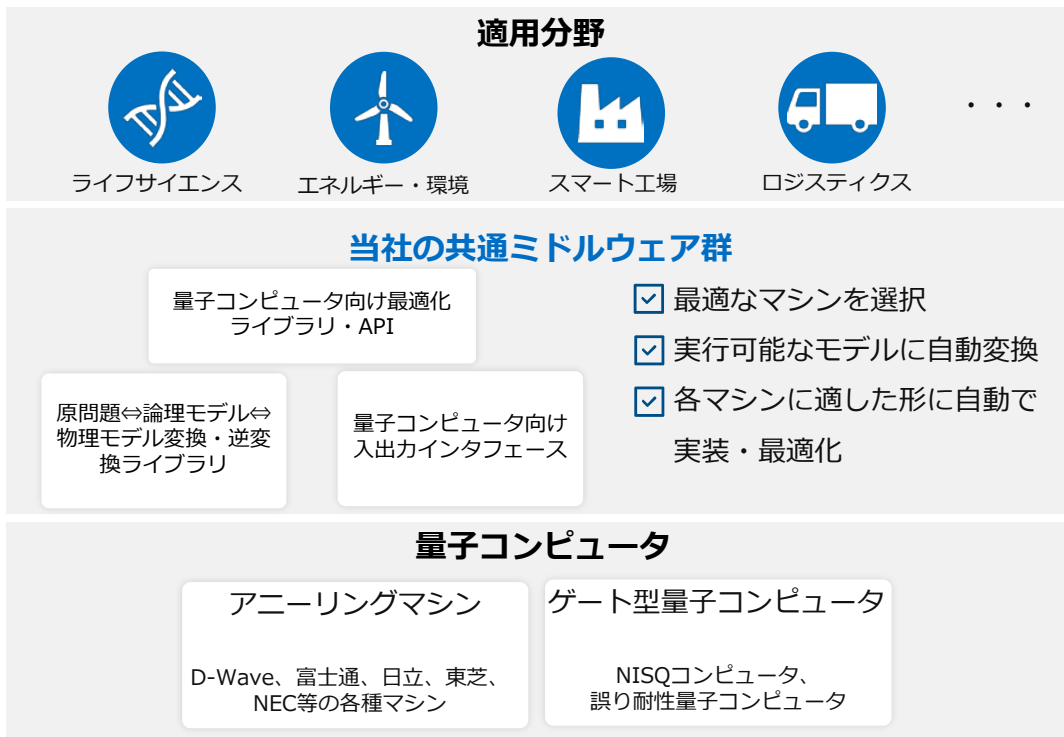 適用分野
ライフサイエンス
エネルギー・環境
スマート工場
ロジスティクス
・・・
当社の共通ミドルウェア群
量子コンピュータ向け最適化
ライブラリ・API
原問題⇔論理モデル⇔
物理モデル変換・逆変
換ライブラリ
量子コンピュータ向け
入出力インタフェース
最適なマシンを選択
実行可能なモデルに自動変換
各マシンに適した形に自動で
実装・最適化
量子コンピュータ
アニーリングマシン
D-Wave、富士通、日立、東芝、
NEC等の各種マシン
ゲート型量子コンピュータ
NISQコンピュータ、
誤り耐性量子コンピュータ